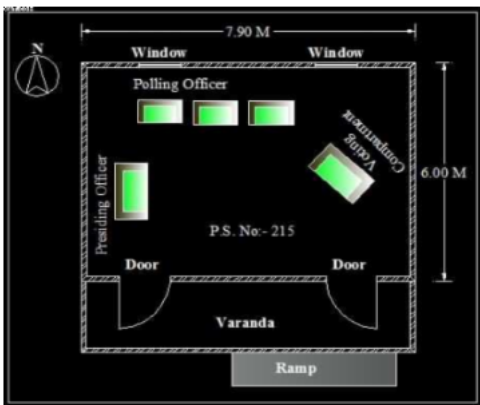 7.90 M
N
Window
Window
Polling Officer
Voting
Compartment
6.00 M
Presiding Officer
P.S. No:- 215
Door
Door
Varanda
Ramp